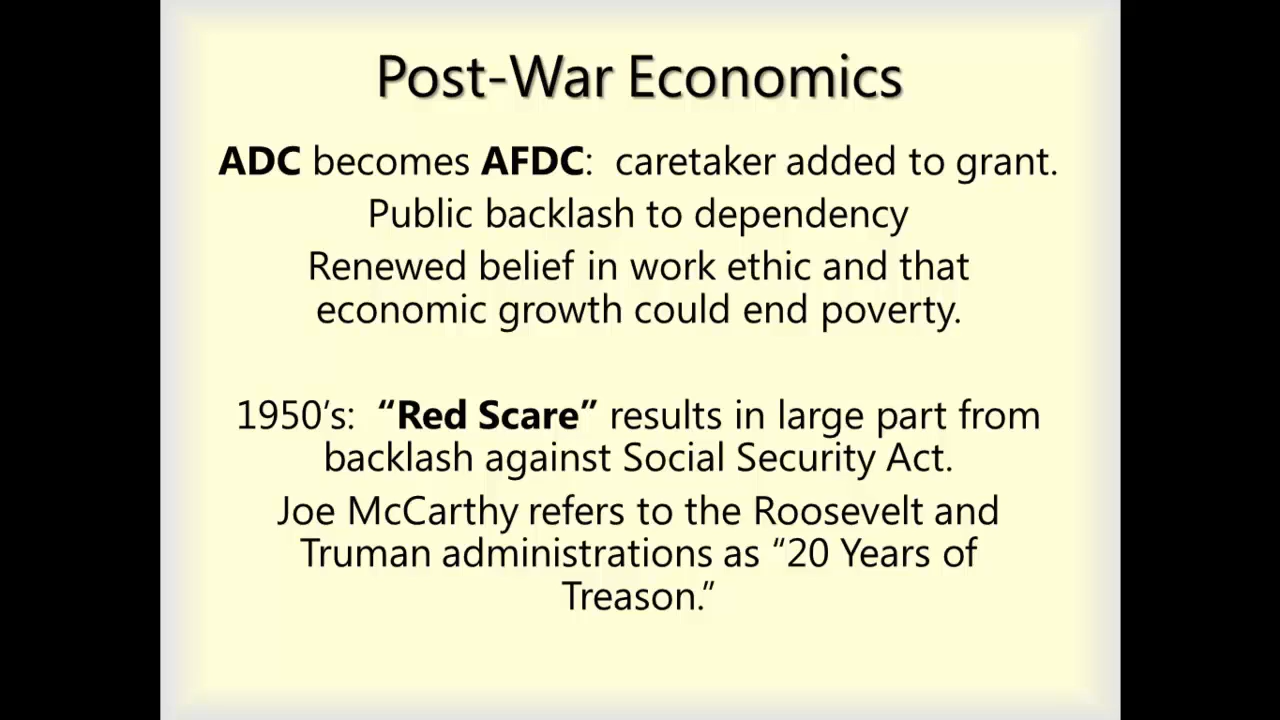 Post-War Economics
ADC becomes AFDC:  caretaker added to grant.
Public backlash to dependency
Renewed belief in work ethic and that
economic growth could end poverty.
1950’s:  “Red Scare” results in large part from
backlash against Social Security Act.
Joe McCarthy refers to the Roosevelt and
Truman administrations as “20 Years of
Treason.”